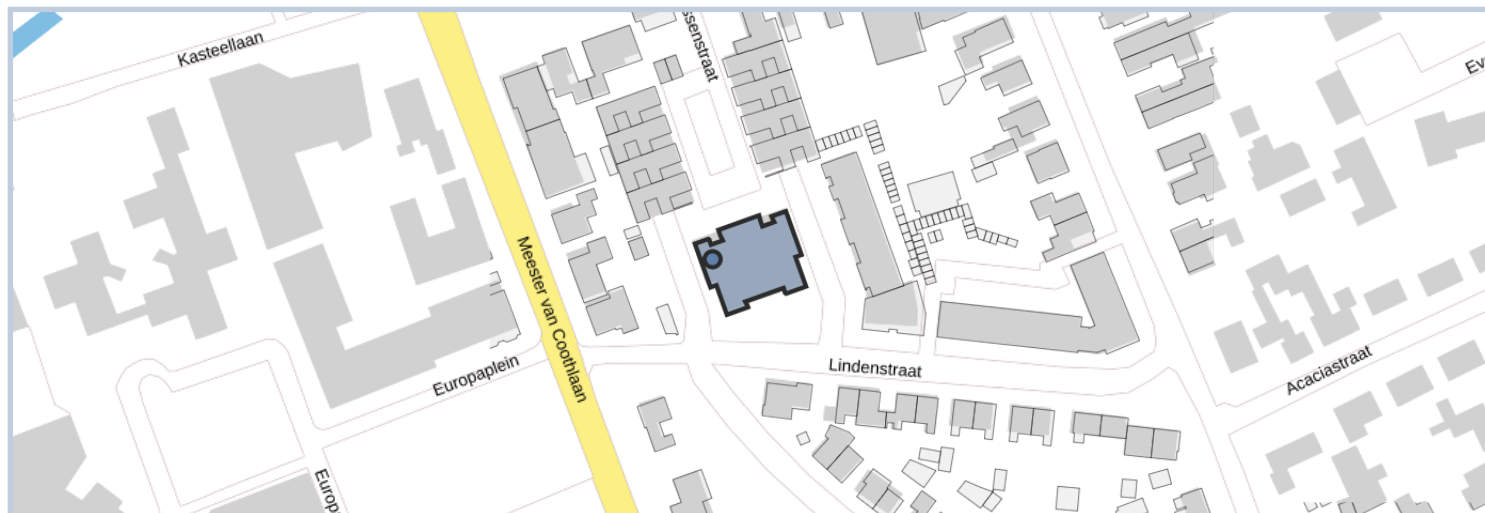 Kasteellaan
ssenstraat
Ev
Meester van Coothlaan
Europaplein
Lindenstraat
Acaciastraat
Europ